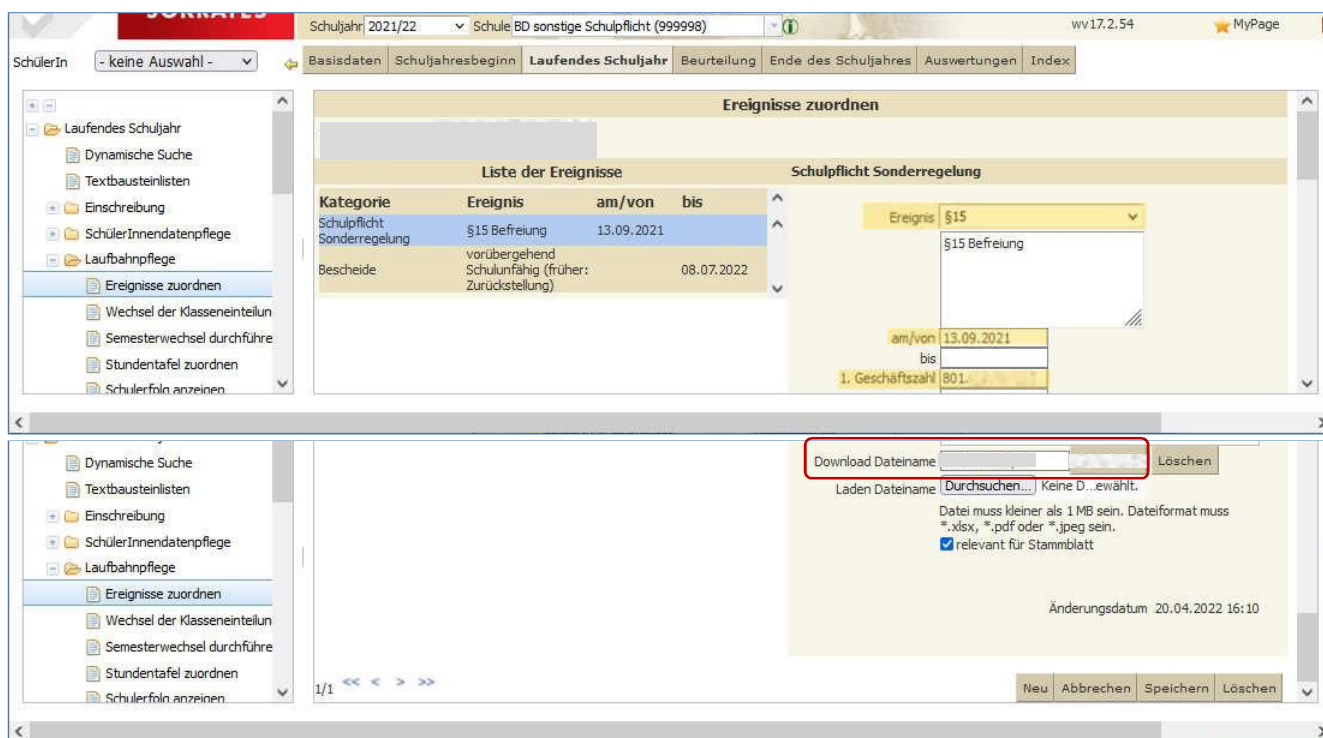 SOKRATES
Schuljahr 2021/22 Schule BD sonstige Schulpflicht (999998) wv17.2.54 MyPage
SchülerIn - keine Auswahl - Basisdaten Schuljahresbeginn Laufendes Schuljahr Beurteilung Ende des Schuljahres Auswertungen Index
Ereignisse zuordnen
Laufendes Schuljahr
Dynamische Suche
Textbausteinlisten
Einschreibung
SchülerInnendatenpflege
Laufbahnpflege
Ereignisse zuordnen
Wechsel der Klasseneinteilun
Semesterwechsel durchführe
Stundentafel zuordnen
Schulerfolg anzeigen
Liste der Ereignisse
Kategorie Ereignis am/von bis
Schulpflicht
Sonderregelung §15 Befreiung 13.09.2021
Bescheide vorübergehend
Schulunfähig (früher: 08.07.2022
Zurückstellung)
Schulpflicht Sonderregelung
Ereignis §15
§15 Befreiung
am/von 13.09.2021
bis
1. Geschäftszahl 801.
Dynamische Suche
Textbausteinlisten
Einschreibung
SchülerInnendatenpflege
Laufbahnpflege
Ereignisse zuordnen
Wechsel der Klasseneinteilun
Semesterwechsel durchführe
Stundentafel zuordnen
Schulerfolg anzeigen
Download Dateiname Löschen
Laden Dateiname Durchsuchen... Keine D...ewählt.
Datei muss kleiner als 1 MB sein. Dateiformat muss
*.xlsx, *.pdf oder *.jpeg sein.
relevant für Stammblatt
Änderungsdatum 20.04.2022 16:10
1/1 << < > >>
Neu Abbrechen Speichern Löschen